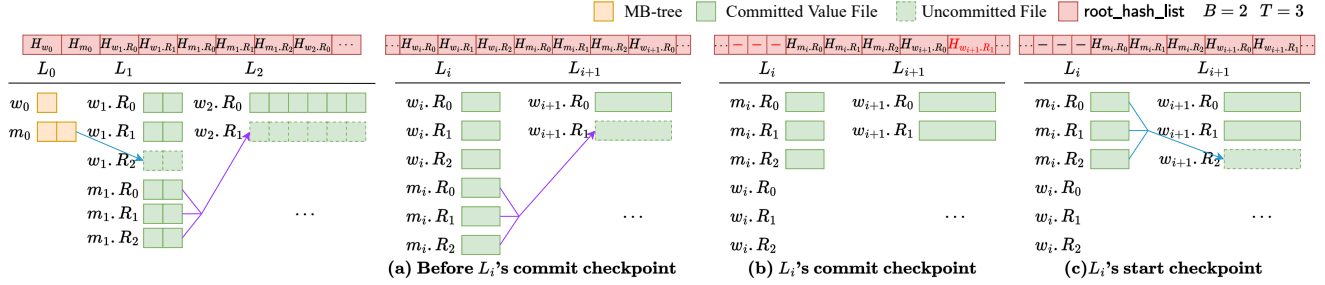 MB-tree Committed Value File Uncommitted File root_hash_list B = 2 T = 3
H_{w_0} H_{m_0} H_{w_1.R_0} H_{w_1.R_1} H_{m_1.R_0} H_{m_1.R_1} H_{m_1.R_2} H_{w_2.R_0} ···
L_0 L_1 L_2
w_0 w_1.R_0 w_2.R_0
m_0 w_1.R_1 w_2.R_1
w_1.R_2
m_1.R_0
m_1.R_1 ···
m_1.R_2
··· H_{w_i.R_0} H_{w_i.R_1} H_{w_i.R_2} H_{m_i.R_0} H_{m_i.R_1} H_{m_i.R_2} H_{w_{i+1}.R_0} ···
L_i L_{i+1}
w_i.R_0 w_{i+1}.R_0
w_i.R_1 w_{i+1}.R_1
w_i.R_2
m_i.R_0
m_i.R_1 ···
m_i.R_2
(a) Before L_i's commit checkpoint
··· − − − H_{m_i.R_0} H_{m_i.R_1} H_{m_i.R_2} H_{w_{i+1}.R_0} H_{w_{i+1}.R_1} ···
L_i L_{i+1}
m_i.R_0 w_{i+1}.R_0
m_i.R_1 w_{i+1}.R_1
m_i.R_2
w_i.R_0
w_i.R_1 ···
w_i.R_2
(b) L_i's commit checkpoint
··· − − − H_{m_i.R_0} H_{m_i.R_1} H_{m_i.R_2} H_{w_{i+1}.R_0} H_{w_{i+1}.R_1} ···
L_i L_{i+1}
m_i.R_0 w_{i+1}.R_0
m_i.R_1 w_{i+1}.R_1
m_i.R_2 w_{i+1}.R_2
w_i.R_0
w_i.R_1 ···
w_i.R_2
(c)L_i's start checkpoint